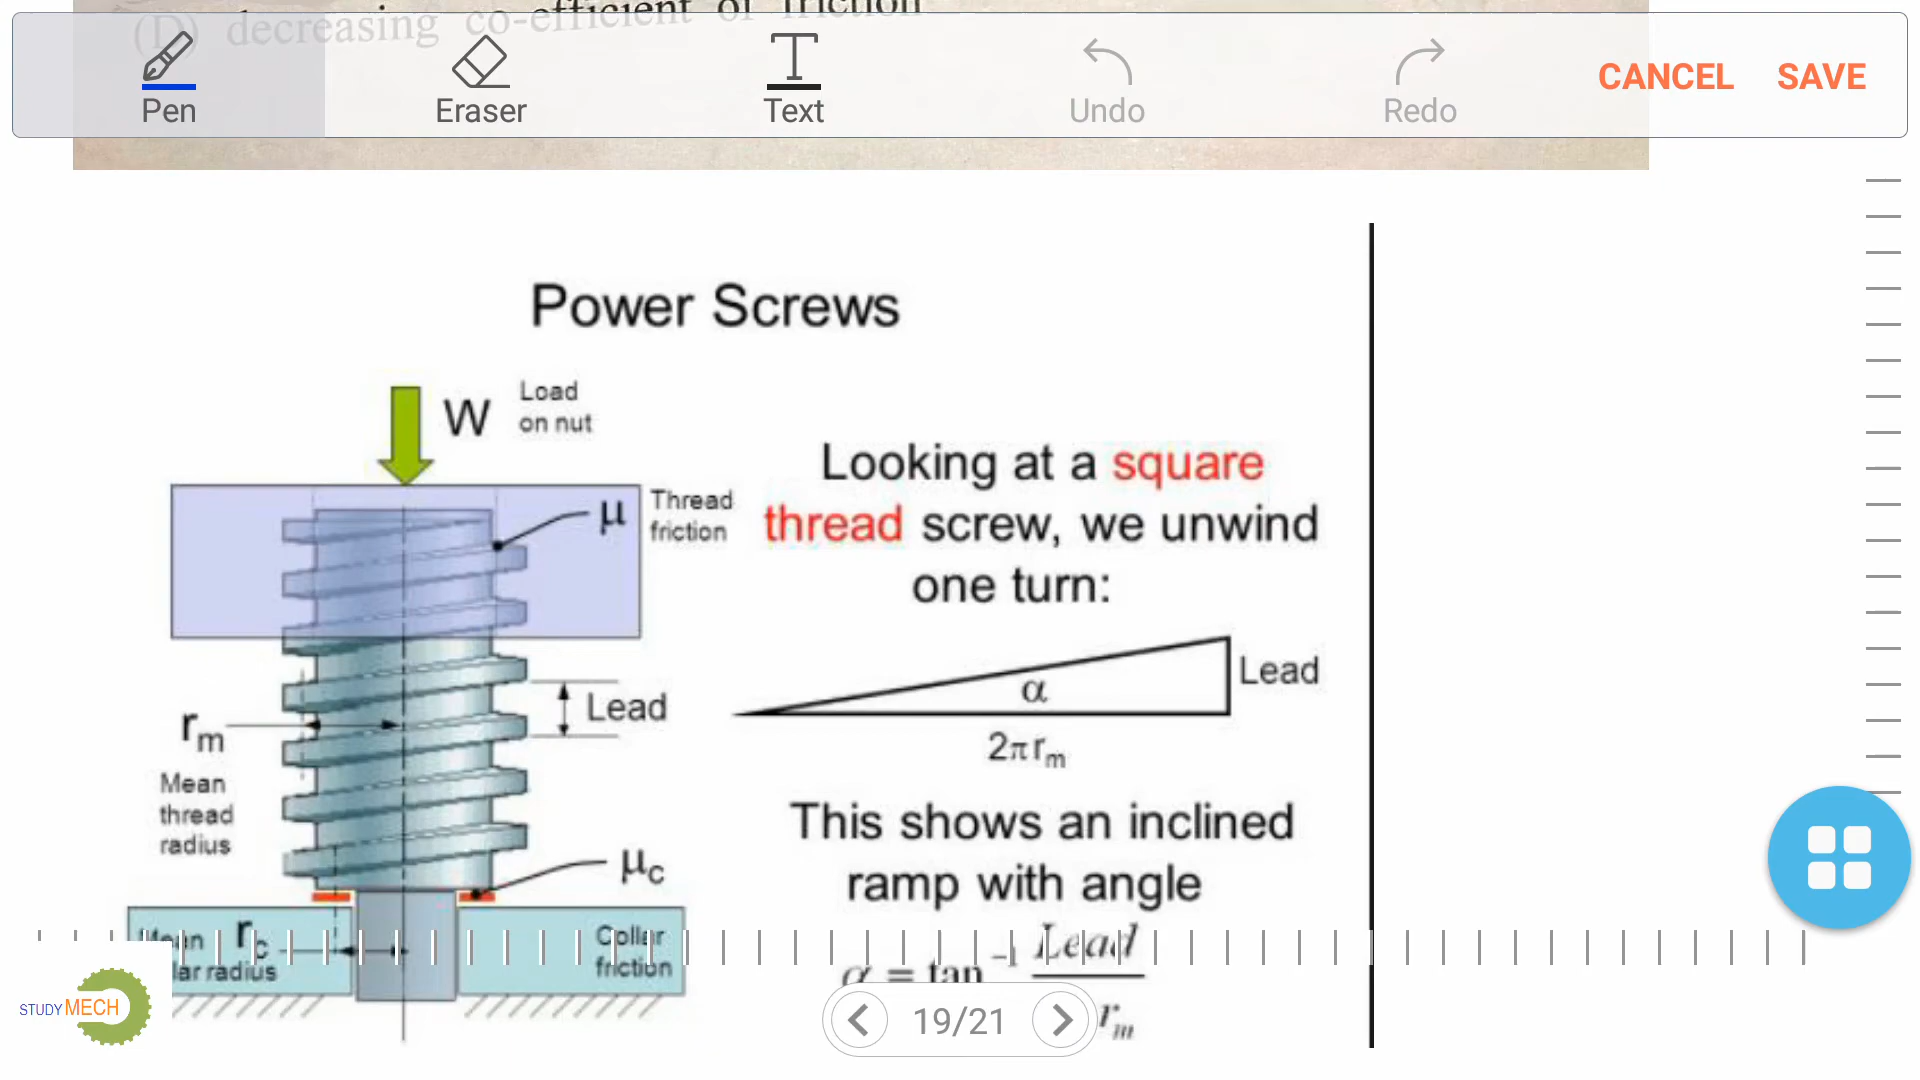 (D) decreasing co-efficient of friction
Pen
Eraser
Text
Undo
Redo
CANCEL SAVE
Power Screws
W
Load
on nut
μ
Thread
friction
Looking at a square
thread screw, we unwind
one turn:
α
Lead
2πrm
rm
Lead
Mean
thread
radius
This shows an inclined
ramp with angle
μc
rc
Mean
radius
Collar
friction
α = tan⁻¹ Lead
rm
STUDY MECH
19/21